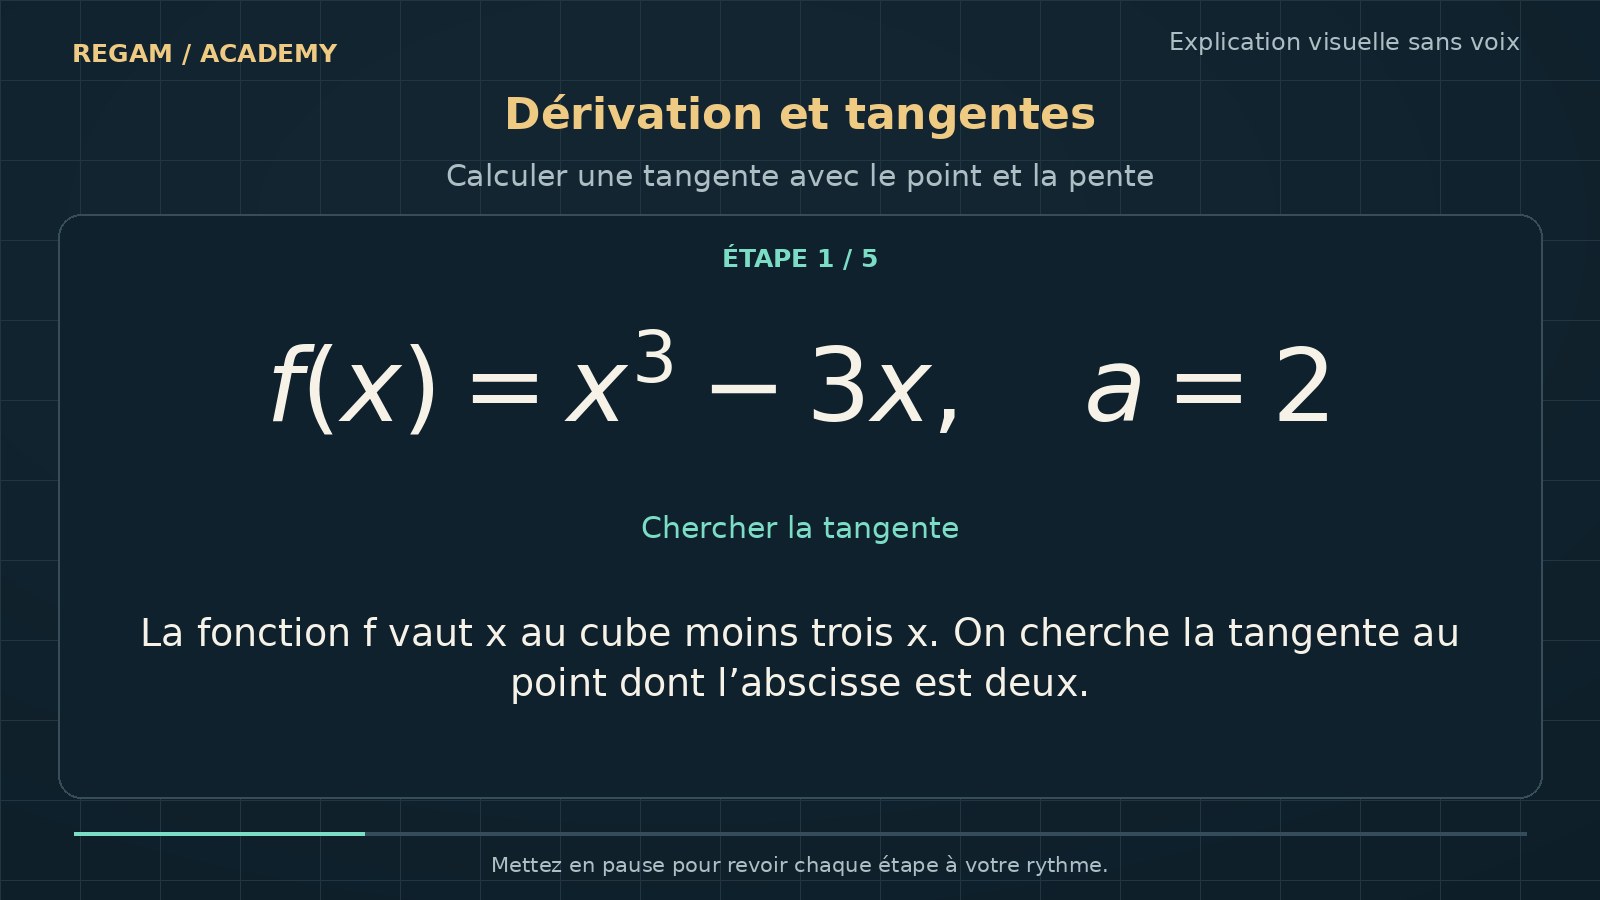 REGAM / ACADEMY
Explication visuelle sans voix
Dérivation et tangentes
Calculer une tangente avec le point et la pente
ÉTAPE 1 / 5
f(x) = x³ − 3x, a = 2
Chercher la tangente
La fonction f vaut x au cube moins trois x. On cherche la tangente au
point dont l’abscisse est deux.
Mettez en pause pour revoir chaque étape à votre rythme.